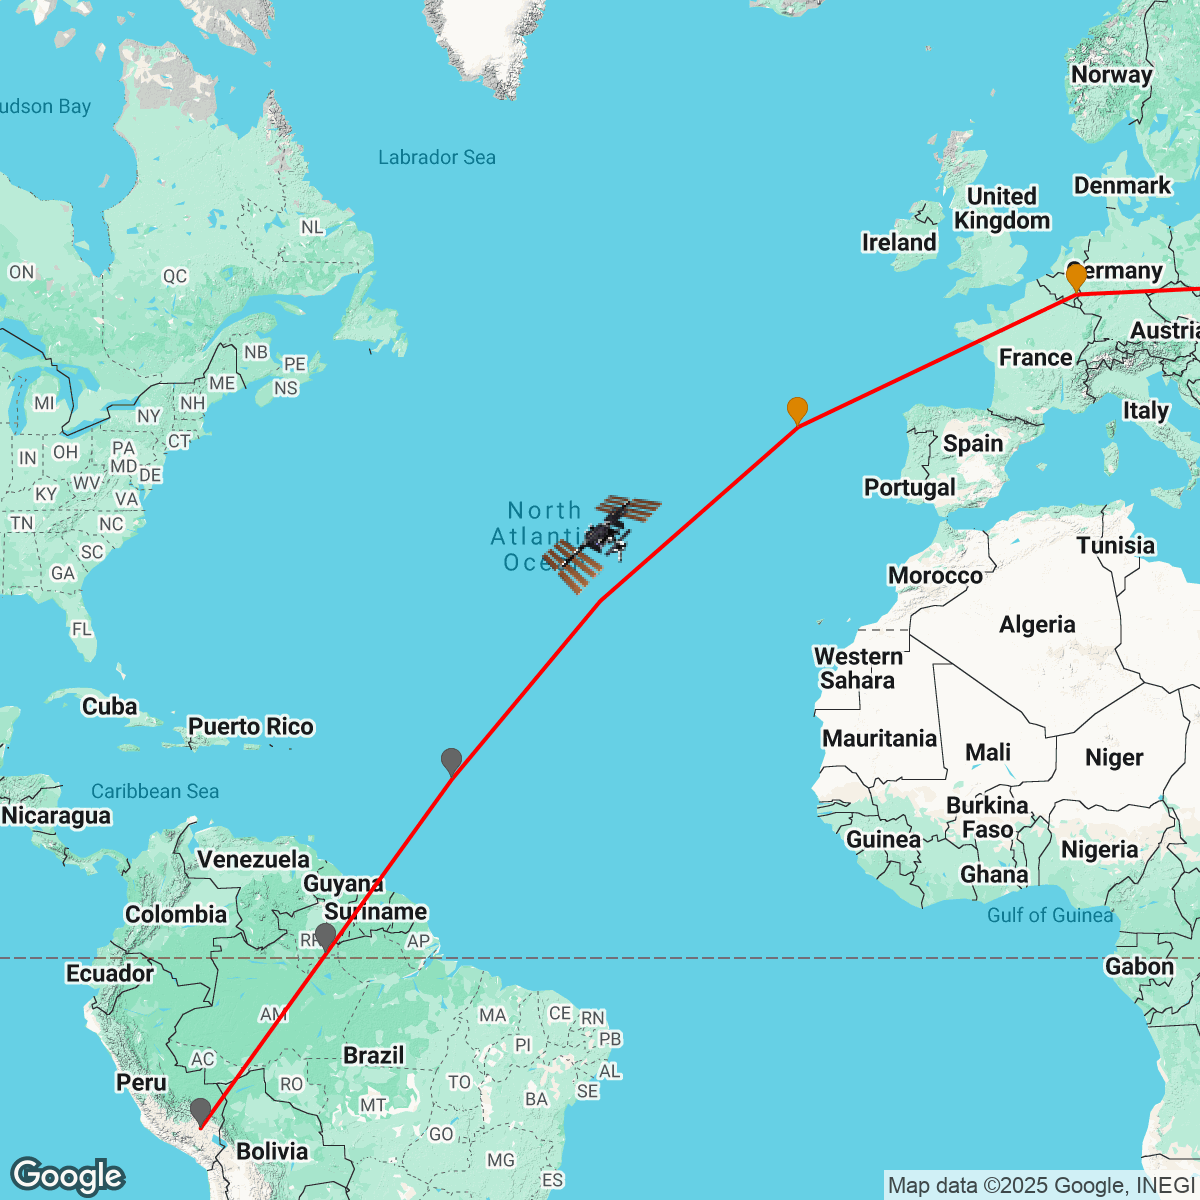 Norway
udson Bay
Labrador Sea
Denmark
United
Kingdom
NL
Ireland
ON
QC
Germany
Austria
NB
PE
ME
NS
France
MI
NH
NY
Italy
CT
Spain
OH
PA
IN
MD
DE
WV
Portugal
KY
VA
North
TN
NC
Atlantic
Tunisia
SC
Ocean
GA
Morocco
Algeria
FL
Western
Sahara
Cuba
Puerto Rico
Mauritania
Mali
Niger
Caribbean Sea
Burkina
Faso
Nicaragua
Guinea
Nigeria
Venezuela
Ghana
Guyana
Colombia
Suriname
Gulf of Guinea
RR
AP
Ecuador
Gabon
AM
MA
CE
RN
PB
PI
Brazil
AC
AL
Peru
RO
TO
SE
BA
MT
GO
Bolivia
MG
ES
Google
Map data ©2025 Google, INEGI